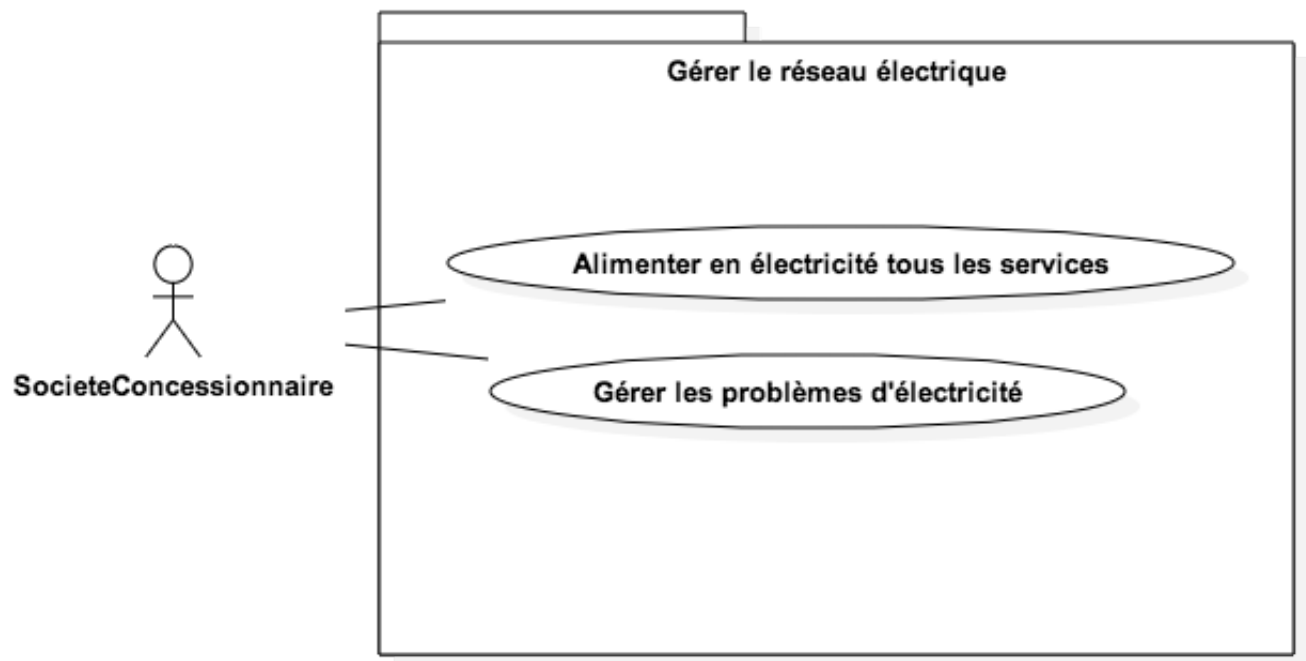 Gérer le réseau électrique
Alimenter en électricité tous les services
Gérer les problèmes d'électricité
SocieteConcessionnaire